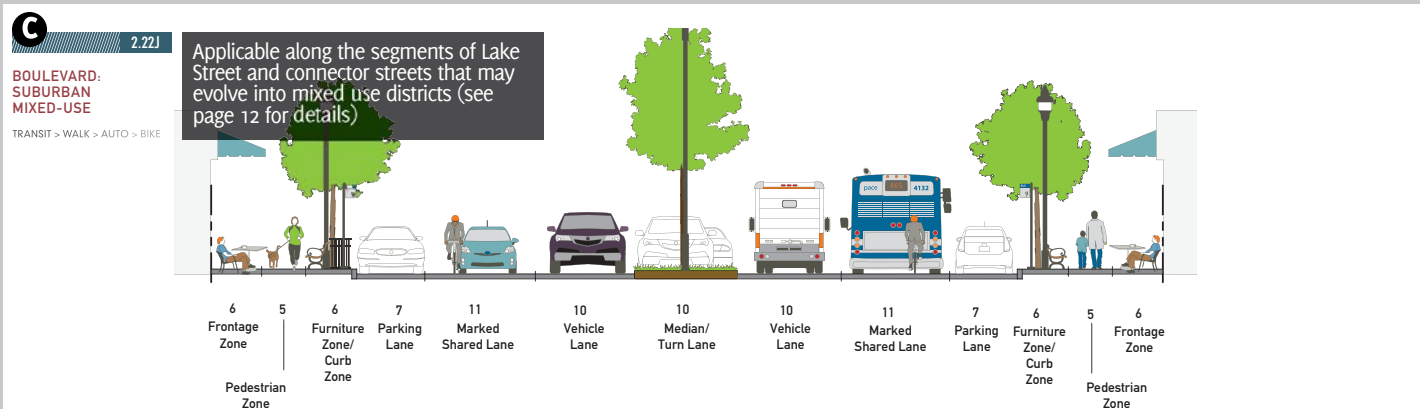 C
2.22J
BOULEVARD:
SUBURBAN
MIXED-USE
TRANSIT > WALK > AUTO > BIKE
Applicable along the segments of Lake
Street and connector streets that may
evolve into mixed use districts (see
page 12 for details)
pace
4132
9
6
Frontage
Zone
5
Pedestrian
Zone
6
Furniture
Zone/
Curb
Zone
7
Parking
Lane
11
Marked
Shared Lane
10
Vehicle
Lane
10
Median/
Turn Lane
10
Vehicle
Lane
11
Marked
Shared Lane
7
Parking
Lane
6
Furniture
Zone/
Curb
Zone
5
Pedestrian
Zone
6
Frontage
Zone